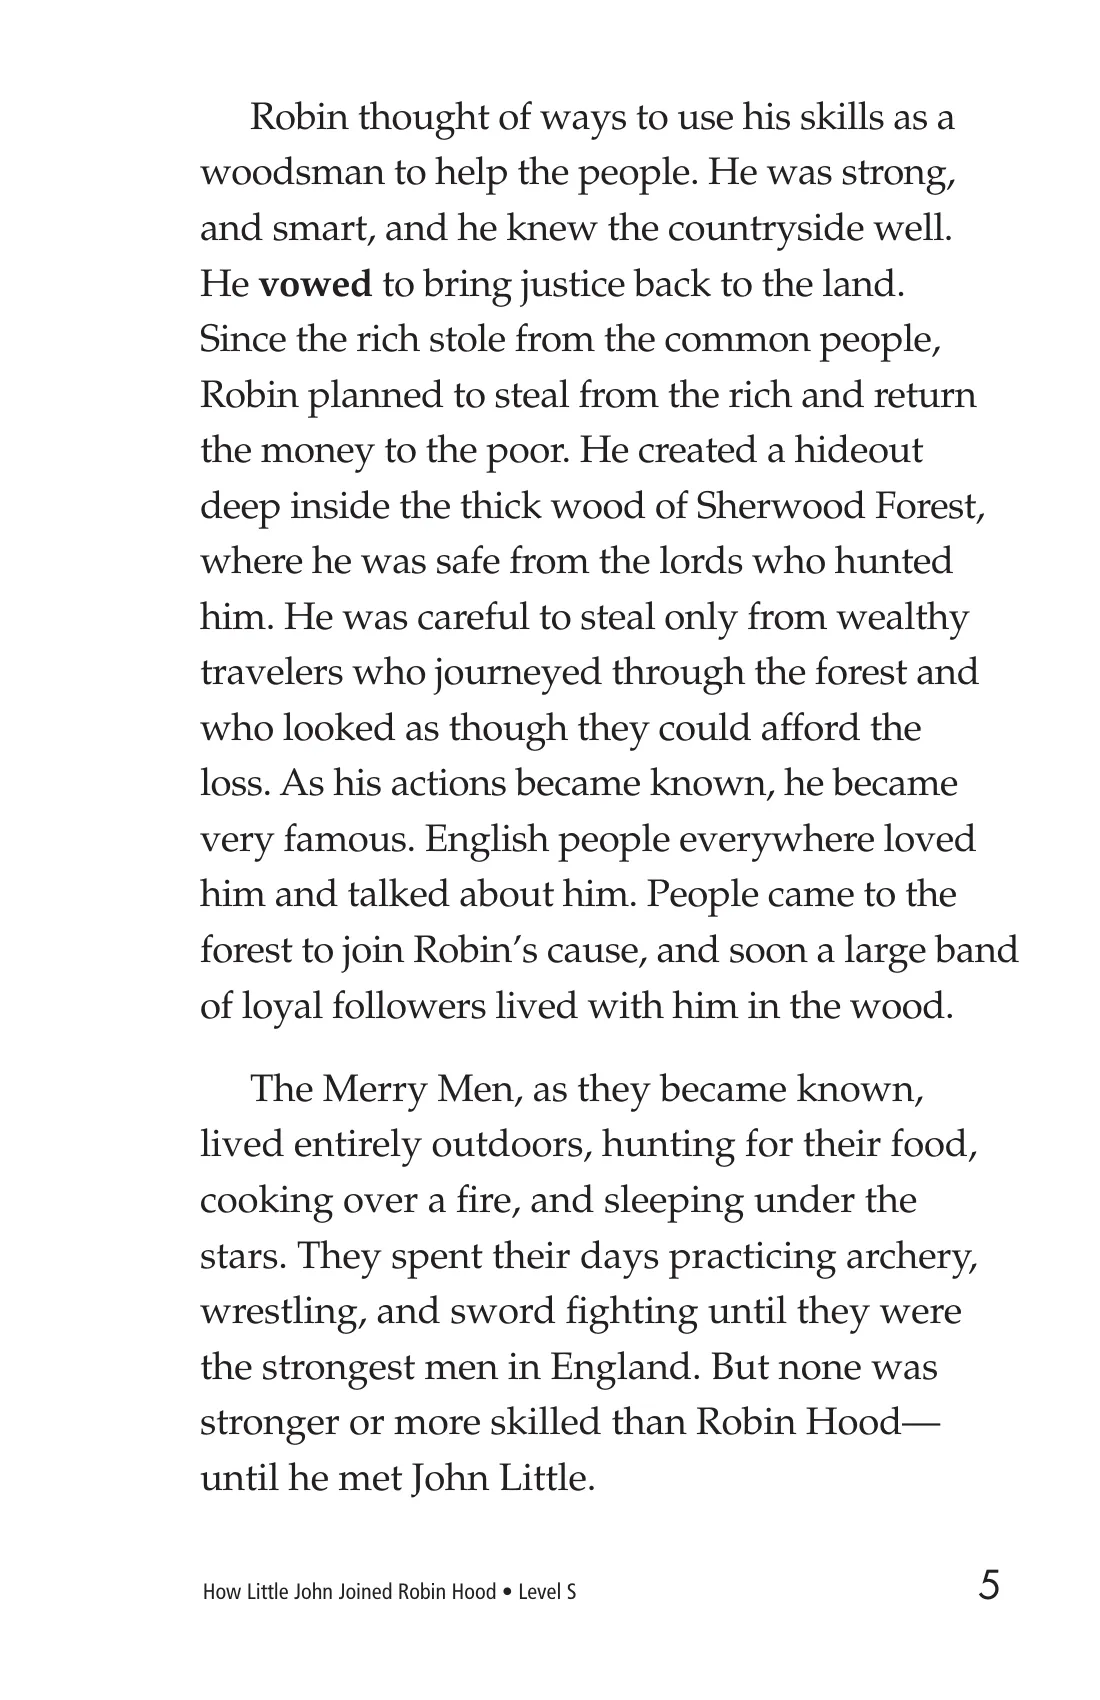 Robin thought of ways to use his skills as a
woodsman to help the people. He was strong,
and smart, and he knew the countryside well.
He vowed to bring justice back to the land.
Since the rich stole from the common people,
Robin planned to steal from the rich and return
the money to the poor. He created a hideout
deep inside the thick wood of Sherwood Forest,
where he was safe from the lords who hunted
him. He was careful to steal only from wealthy
travelers who journeyed through the forest and
who looked as though they could afford the
loss. As his actions became known, he became
very famous. English people everywhere loved
him and talked about him. People came to the
forest to join Robin’s cause, and soon a large band
of loyal followers lived with him in the wood.
The Merry Men, as they became known,
lived entirely outdoors, hunting for their food,
cooking over a fire, and sleeping under the
stars. They spent their days practicing archery,
wrestling, and sword fighting until they were
the strongest men in England. But none was
stronger or more skilled than Robin Hood—
until he met John Little.
How Little John Joined Robin Hood • Level S
5